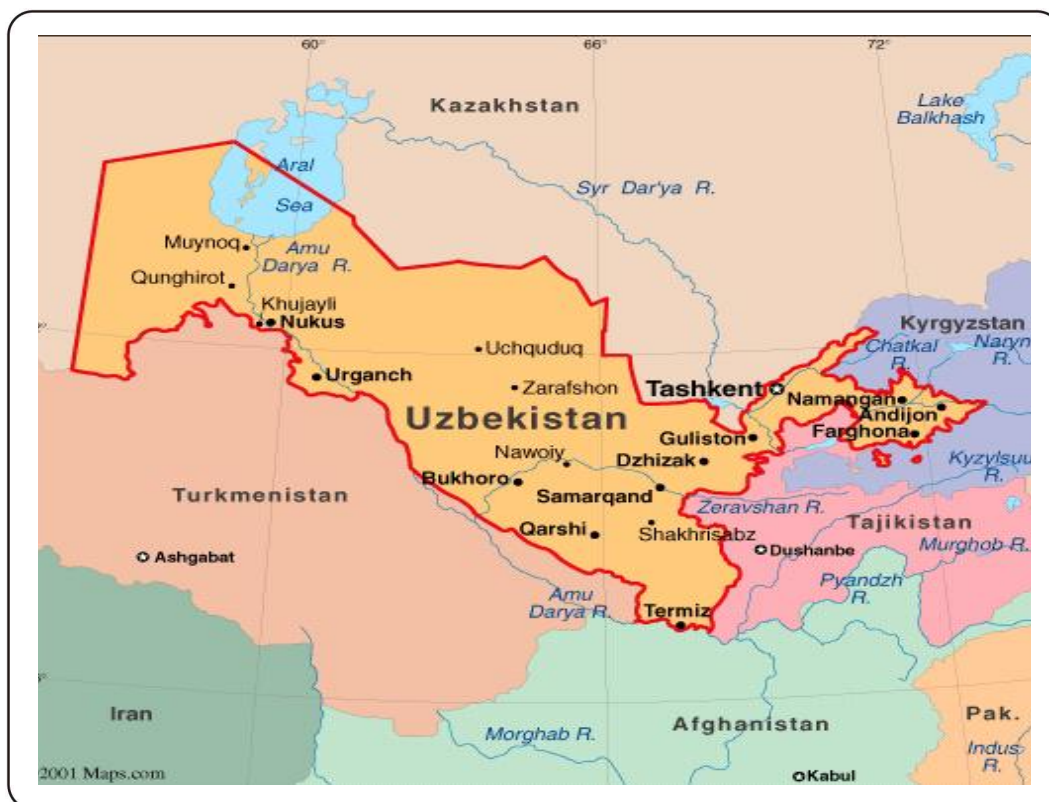 60°
66°
72°
Kazakhstan
Lake
Balkhash
Aral
Sea
Syr Dar'ya R.
Muynoq
Amu
Darya R.
Qunghirot
Khujayli
Nukus
Kyrgyzstan
Chatkal
R.
Naryn
R.
Uchquduq
Urganch
Zarafshon
Tashkent
Namangan
Andijon
Uzbekistan
Guliston
Farghona
Nawoiy
Dzhizak
Kyzylsuu
R.
Bukhoro
Samarqand
Turkmenistan
Zeravshan R.
Qarshi
Shakhrisabz
Tajikistan
Ashgabat
Dushanbe
Murghob R.
Pyandzh
R.
Amu
Darya R.
Termiz
Iran
Morghab R.
Afghanistan
Pak.
Indus
R.
2001 Maps.com
Kabul